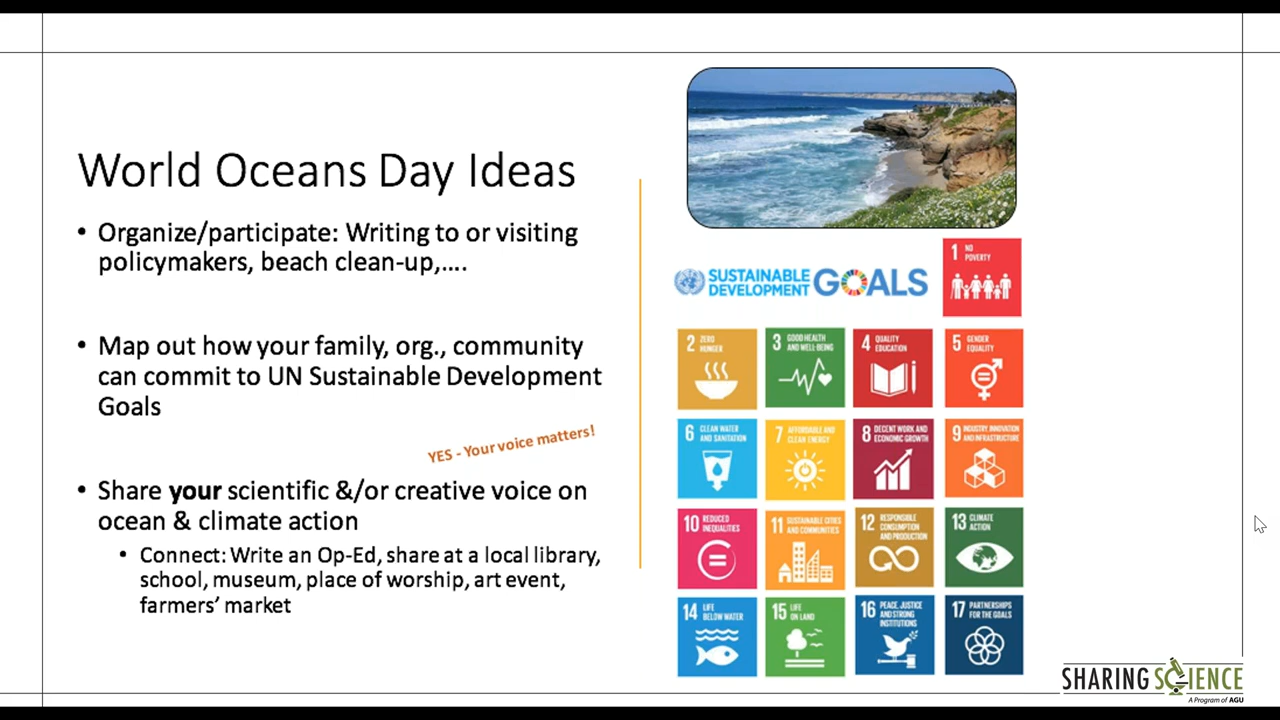 World Oceans Day Ideas
• Organize/participate: Writing to or visiting
policymakers, beach clean-up,....
• Map out how your family, org., community
can commit to UN Sustainable Development
Goals
YES - Your voice matters!
• Share your scientific &/or creative voice on
ocean & climate action
• Connect: Write an Op-Ed, share at a local library,
school, museum, place of worship, art event,
farmers’ market
SUSTAINABLE
DEVELOPMENT
GOALS
1 NO
POVERTY
2 ZERO
HUNGER
3 GOOD HEALTH
AND WELL-BEING
4 QUALITY
EDUCATION
5 GENDER
EQUALITY
6 CLEAN WATER
AND SANITATION
7 AFFORDABLE AND
CLEAN ENERGY
8 DECENT WORK AND
ECONOMIC GROWTH
9 INDUSTRY, INNOVATION
AND INFRASTRUCTURE
10 REDUCED
INEQUALITIES
11 SUSTAINABLE CITIES
AND COMMUNITIES
12 RESPONSIBLE
CONSUMPTION
AND PRODUCTION
13 CLIMATE
ACTION
14 LIFE
BELOW WATER
15 LIFE
ON LAND
16 PEACE, JUSTICE
AND STRONG
INSTITUTIONS
17 PARTNERSHIPS
FOR THE GOALS
SHARING SCIENCE
A Program of AGU